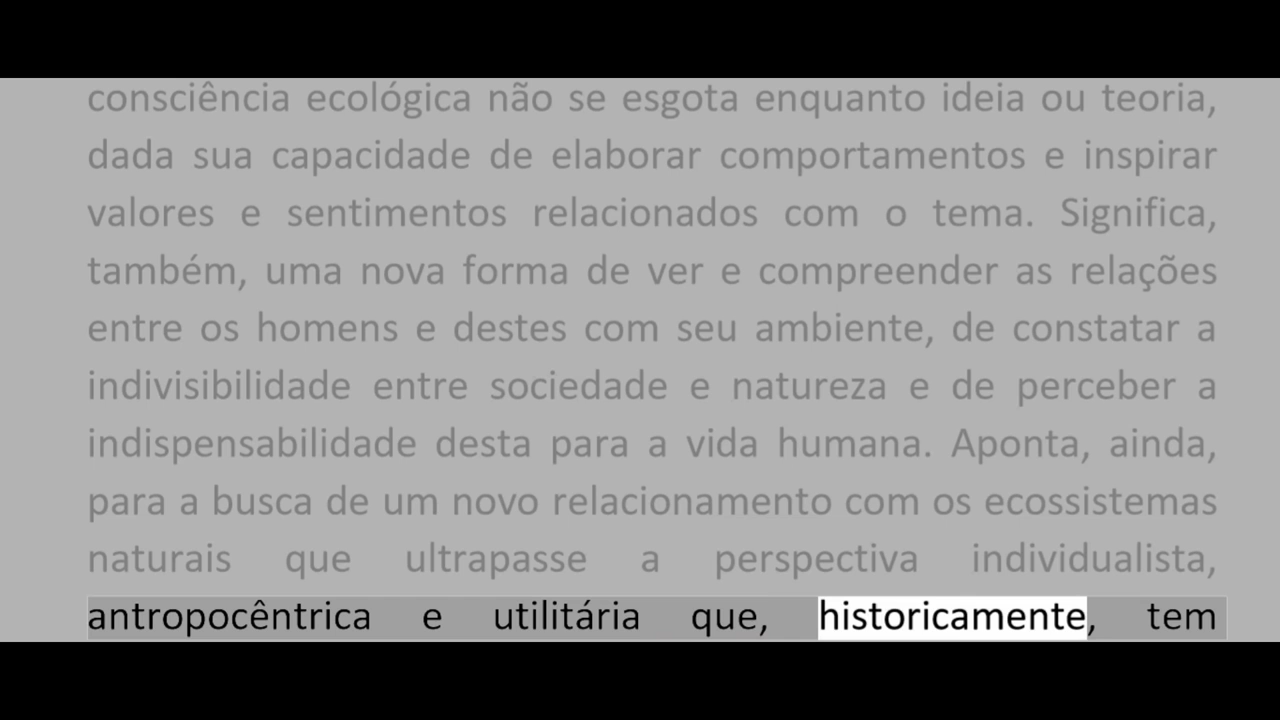 consciência ecológica não se esgota enquanto ideia ou teoria,
dada sua capacidade de elaborar comportamentos e inspirar
valores e sentimentos relacionados com o tema. Significa,
também, uma nova forma de ver e compreender as relações
entre os homens e destes com seu ambiente, de constatar a
indivisibilidade entre sociedade e natureza e de perceber a
indispensabilidade desta para a vida humana. Aponta, ainda,
para a busca de um novo relacionamento com os ecossistemas
naturais que ultrapasse a perspectiva individualista,
antropocêntrica e utilitária que, historicamente, tem